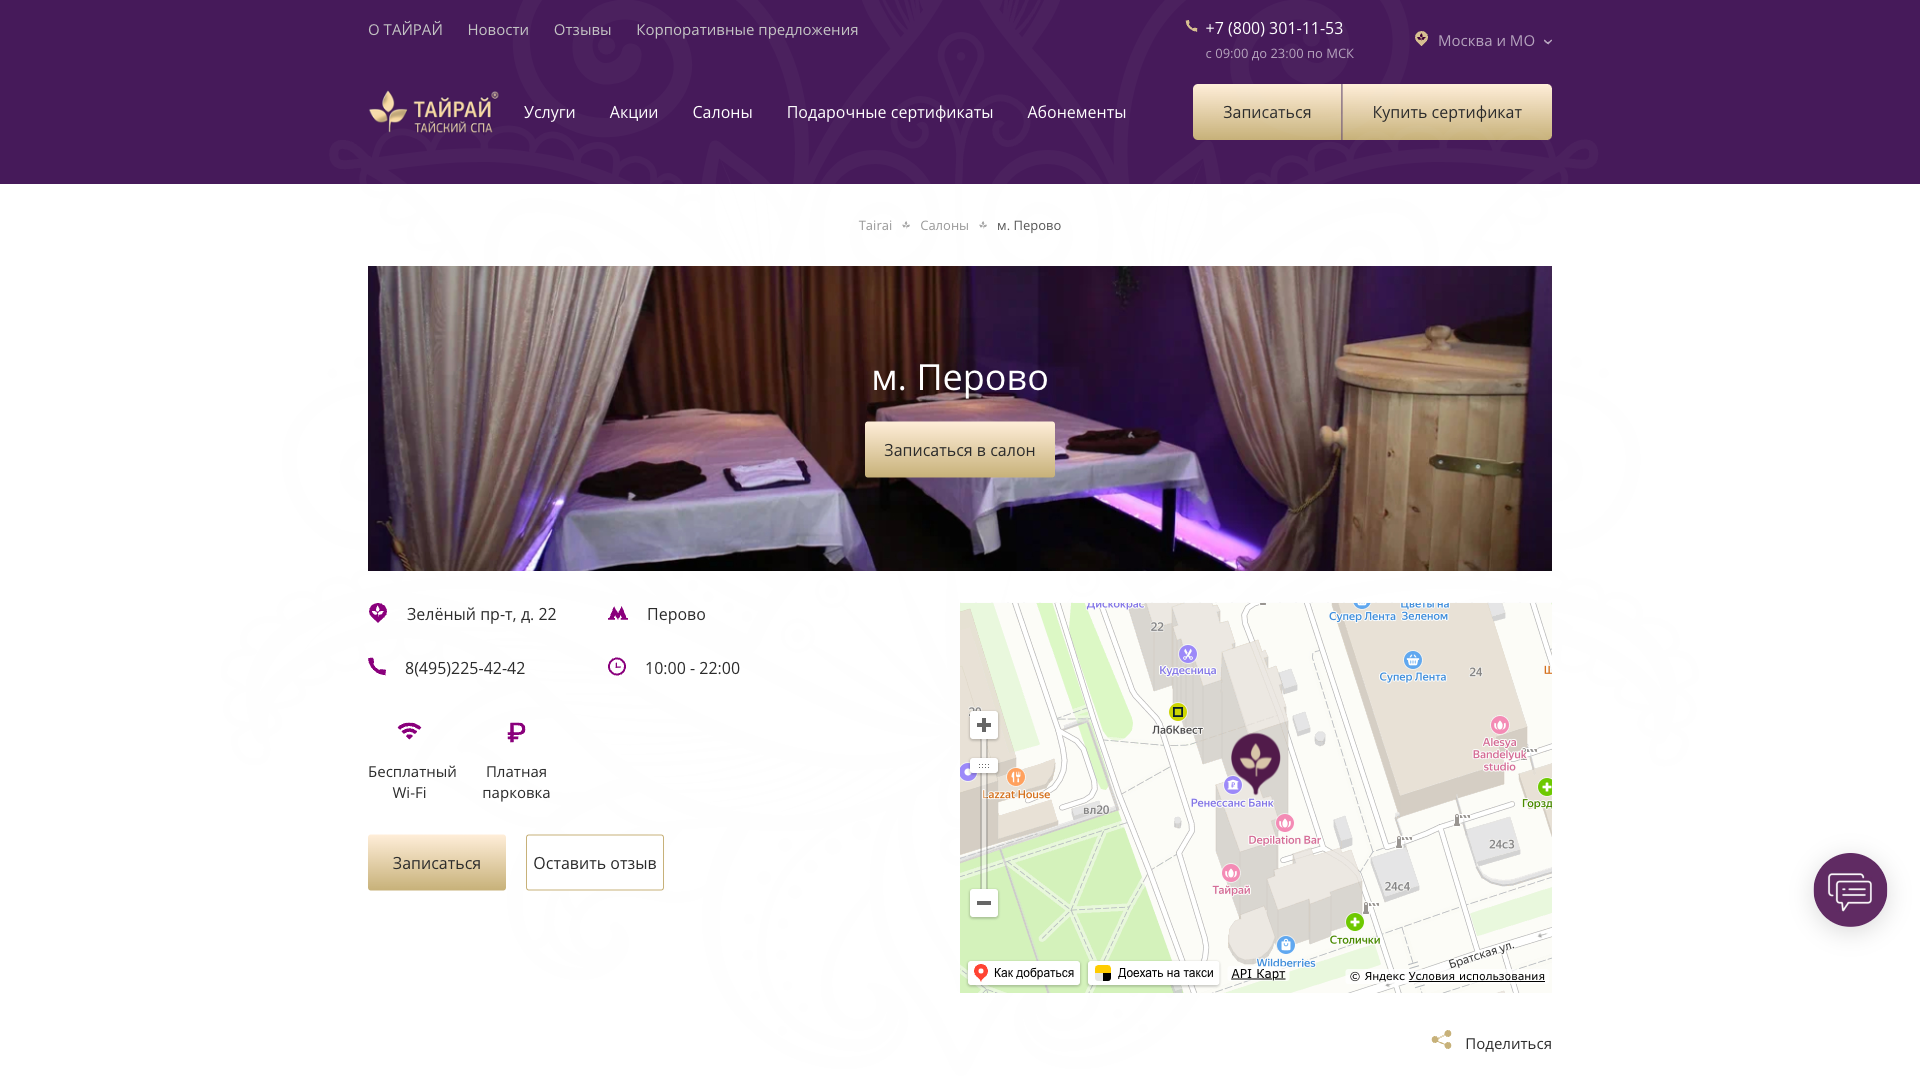 О ТАЙРАЙ Новости Отзывы Корпоративные предложения
+7 (800) 301-11-53
с 09:00 до 23:00 по МСК
Москва и МО
ТАЙРАЙ®
ТАЙСКИЙ СПА
Услуги Акции Салоны Подарочные сертификаты Абонементы
Записаться Купить сертификат
Tairai Салоны м. Перово
м. Перово
Записаться в салон
Зелёный пр-т, д. 22 Перово
8(495)225-42-42 10:00 - 22:00
Бесплатный
Wi-Fi
Платная
парковка
Записаться Оставить отзыв
Дискокрас
22
Кудесница
ЛабКвест
Lazzat House
вл20
Ренессанс Банк
Depilation Bar
Тайрай
Столички
Wildberries
Супер Лента
Цветы на
Зеленом
Супер Лента
24
Alesya
Bandelyuk
studio
Горзд
24с3
24с4
Братская ул.
Как добраться Доехать на такси API Карт
© Яндекс Условия использования
Поделиться